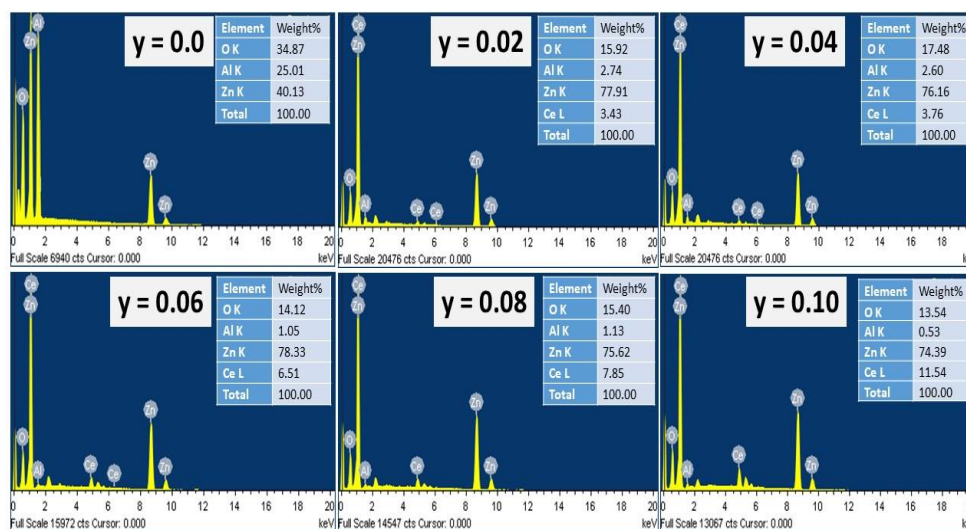 y = 0.0
Element Weight%
O K 34.87
Al K 25.01
Zn K 40.13
Total 100.00
Al
Zn
O
Zn
Zn
0 2 4 6 8 10 12 14 16 18 20
Full Scale 6940 cts Cursor: 0.000 keV
y = 0.02
Element Weight%
O K 15.92
Al K 2.74
Zn K 77.91
Ce L 3.43
Total 100.00
Ce
Zn
O
Al
Ce
Ce
Zn
Zn
0 2 4 6 8 10 12 14 16 18 20
Full Scale 20476 cts Cursor: 0.000 keV
y = 0.04
Element Weight%
O K 17.48
Al K 2.60
Zn K 76.16
Ce L 3.76
Total 100.00
Ce
Zn
O
Al
Ce
Ce
Zn
Zn
0 2 4 6 8 10 12 14 16 18
Full Scale 20476 cts Cursor: 0.000
y = 0.06
Element Weight%
O K 14.12
Al K 1.05
Zn K 78.33
Ce L 6.51
Total 100.00
Ce
Zn
O
Al
Ce
Ce
Zn
Zn
0 2 4 6 8 10 12 14 16 18 20
Full Scale 15972 cts Cursor: 0.000 keV
y = 0.08
Element Weight%
O K 15.40
Al K 1.13
Zn K 75.62
Ce L 7.85
Total 100.00
Ce
Zn
O
Al
Ce
Zn
Zn
0 2 4 6 8 10 12 14 16 18 20
Full Scale 14547 cts Cursor: 0.000 keV
y = 0.10
Element Weight%
O K 13.54
Al K 0.53
Zn K 74.39
Ce L 11.54
Total 100.00
Ce
Zn
O
Al
Ce
Zn
Zn
0 2 4 6 8 10 12 14 16 18 20
Full Scale 13067 cts Cursor: 0.000 keV